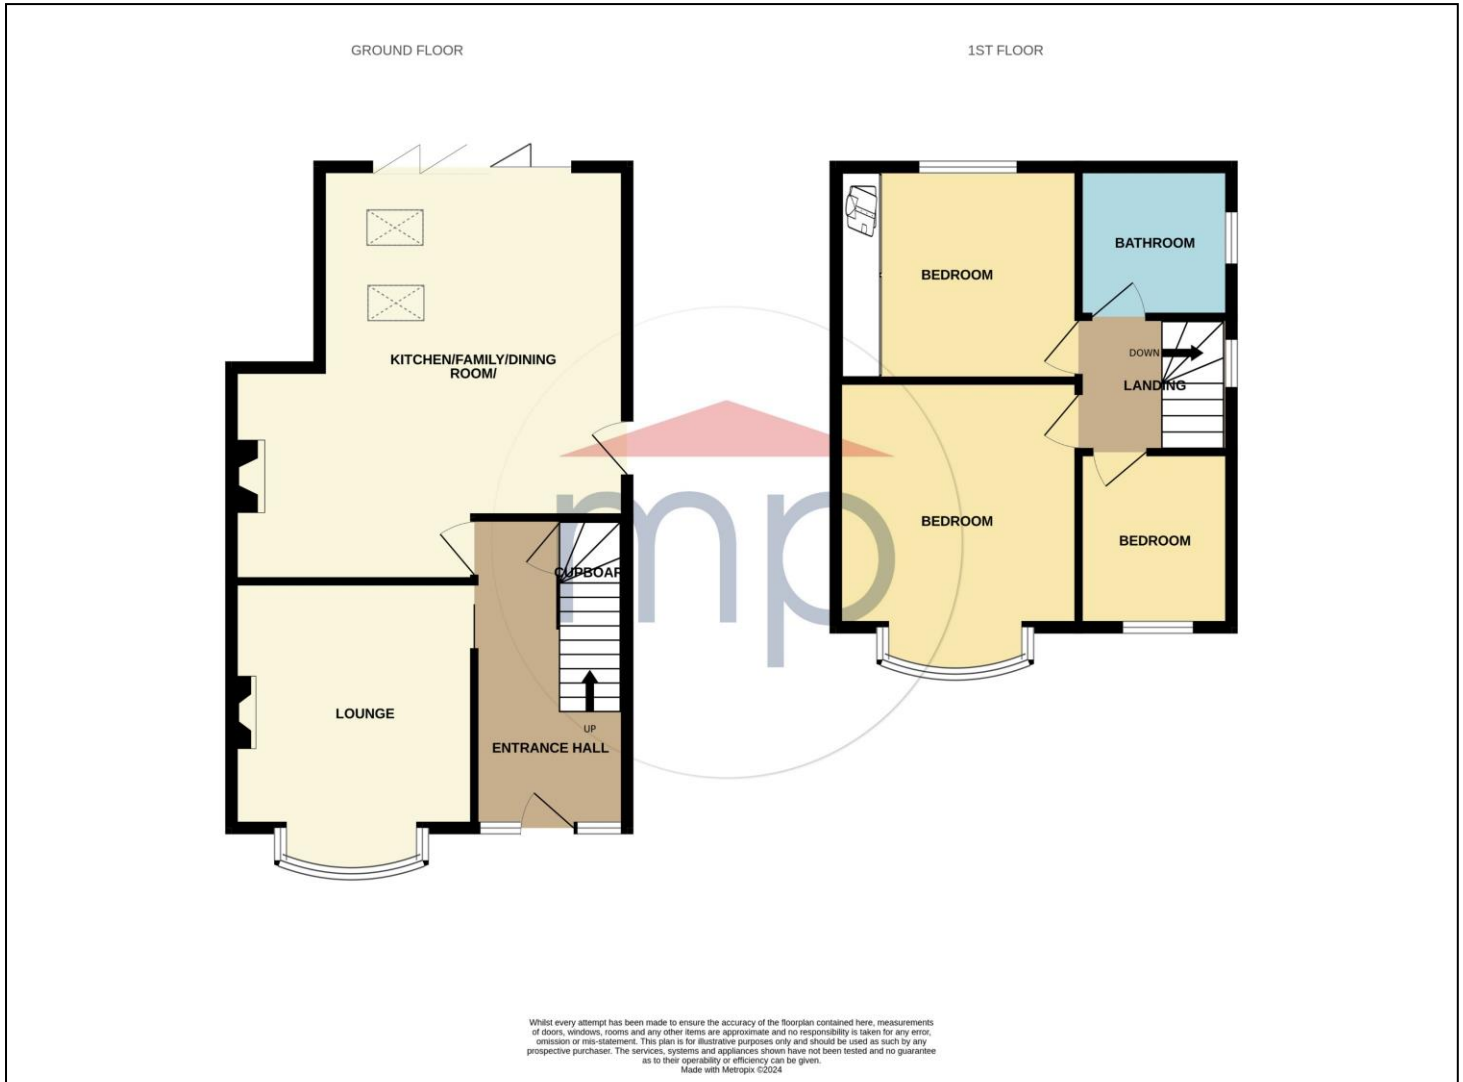 GROUND FLOOR
1ST FLOOR
KITCHEN/FAMILY/DINING
ROOM/
CUPBOAR
LOUNGE
UP
ENTRANCE HALL
BEDROOM
BATHROOM
DOWN
LANDING
BEDROOM
BEDROOM
mp
Whilst every attempt has been made to ensure the accuracy of the floorplan contained here, measurements
of doors, windows, rooms and any other items are approximate and no responsibility is taken for any error,
omission or mis-statement. This plan is for illustrative purposes only and should be used as such by any
prospective purchaser. The services, systems and appliances shown have not been tested and no guarantee
as to their operability or efficiency can be given.
Made with Metropix ©2024